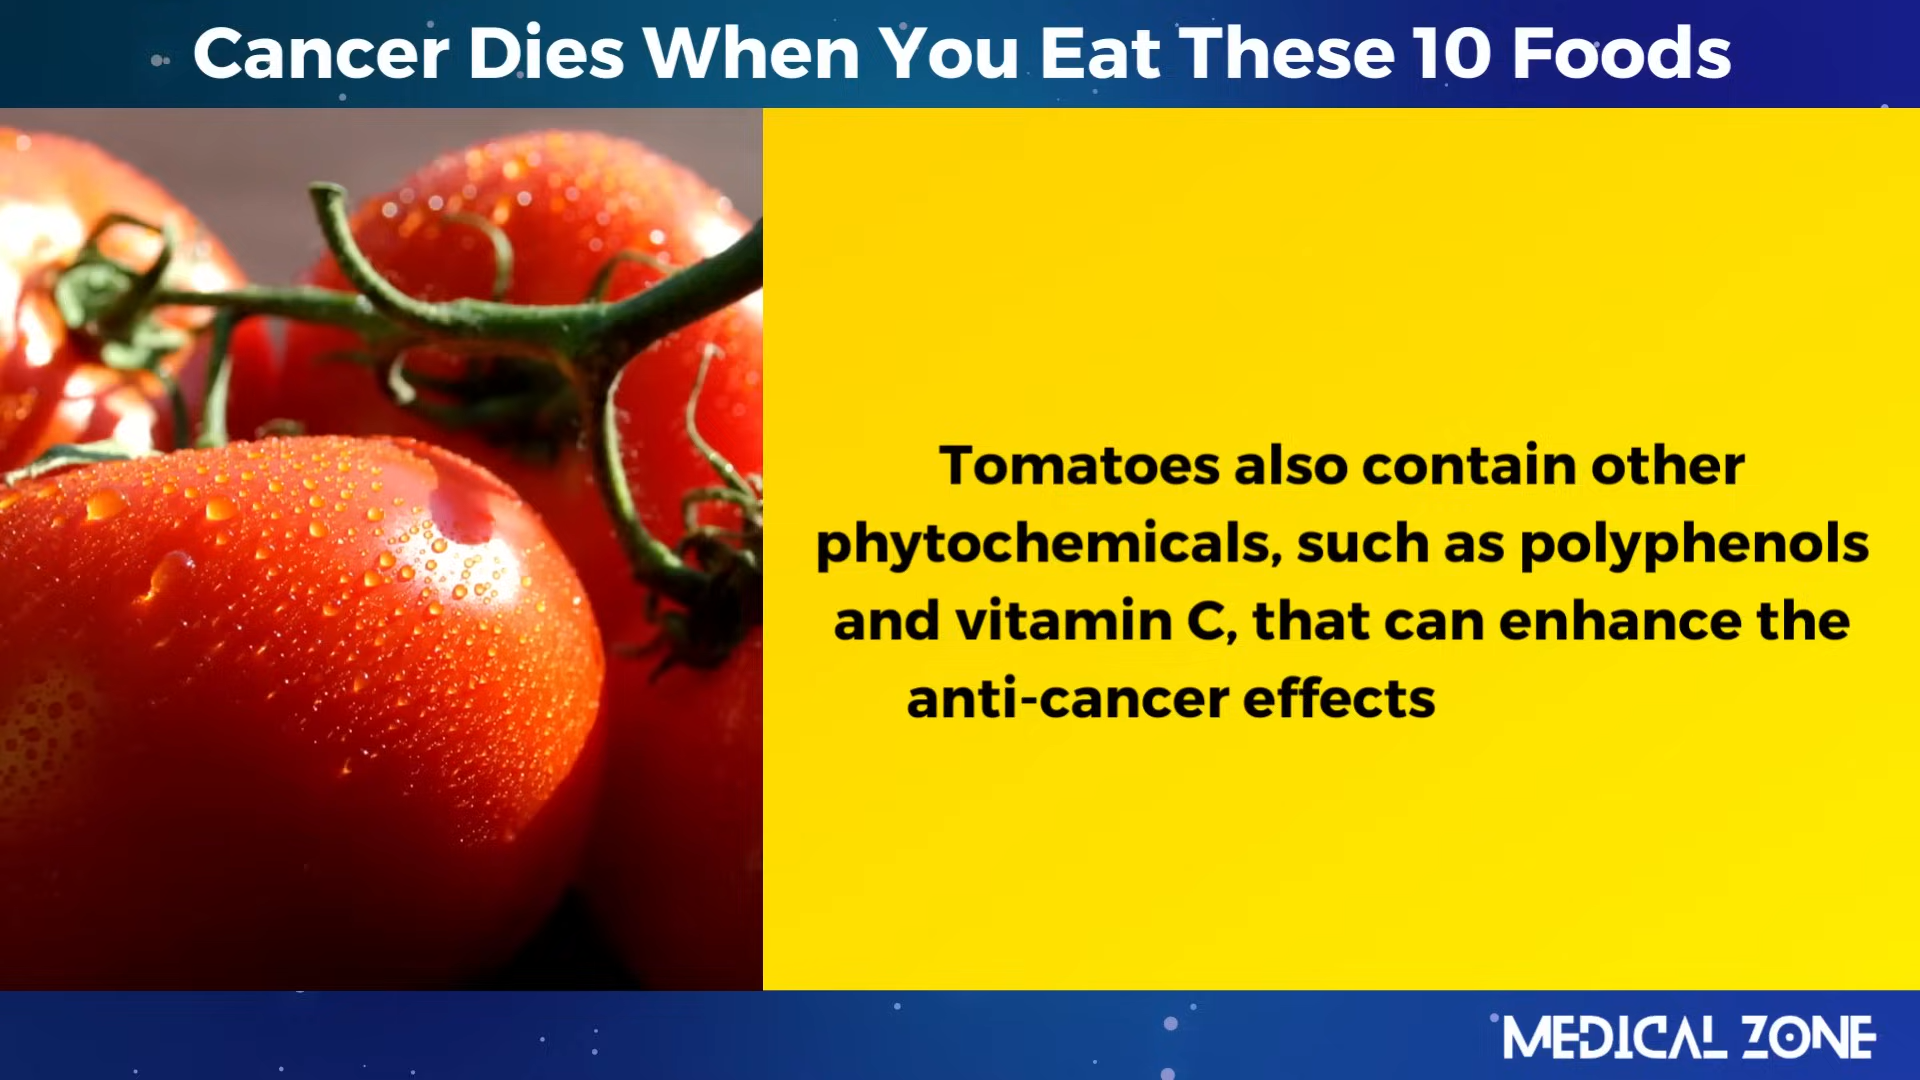 Cancer Dies When You Eat These 10 Foods
Tomatoes also contain other
phytochemicals, such as polyphenols
and vitamin C, that can enhance the
anti-cancer effects
MEDICAL ZONE